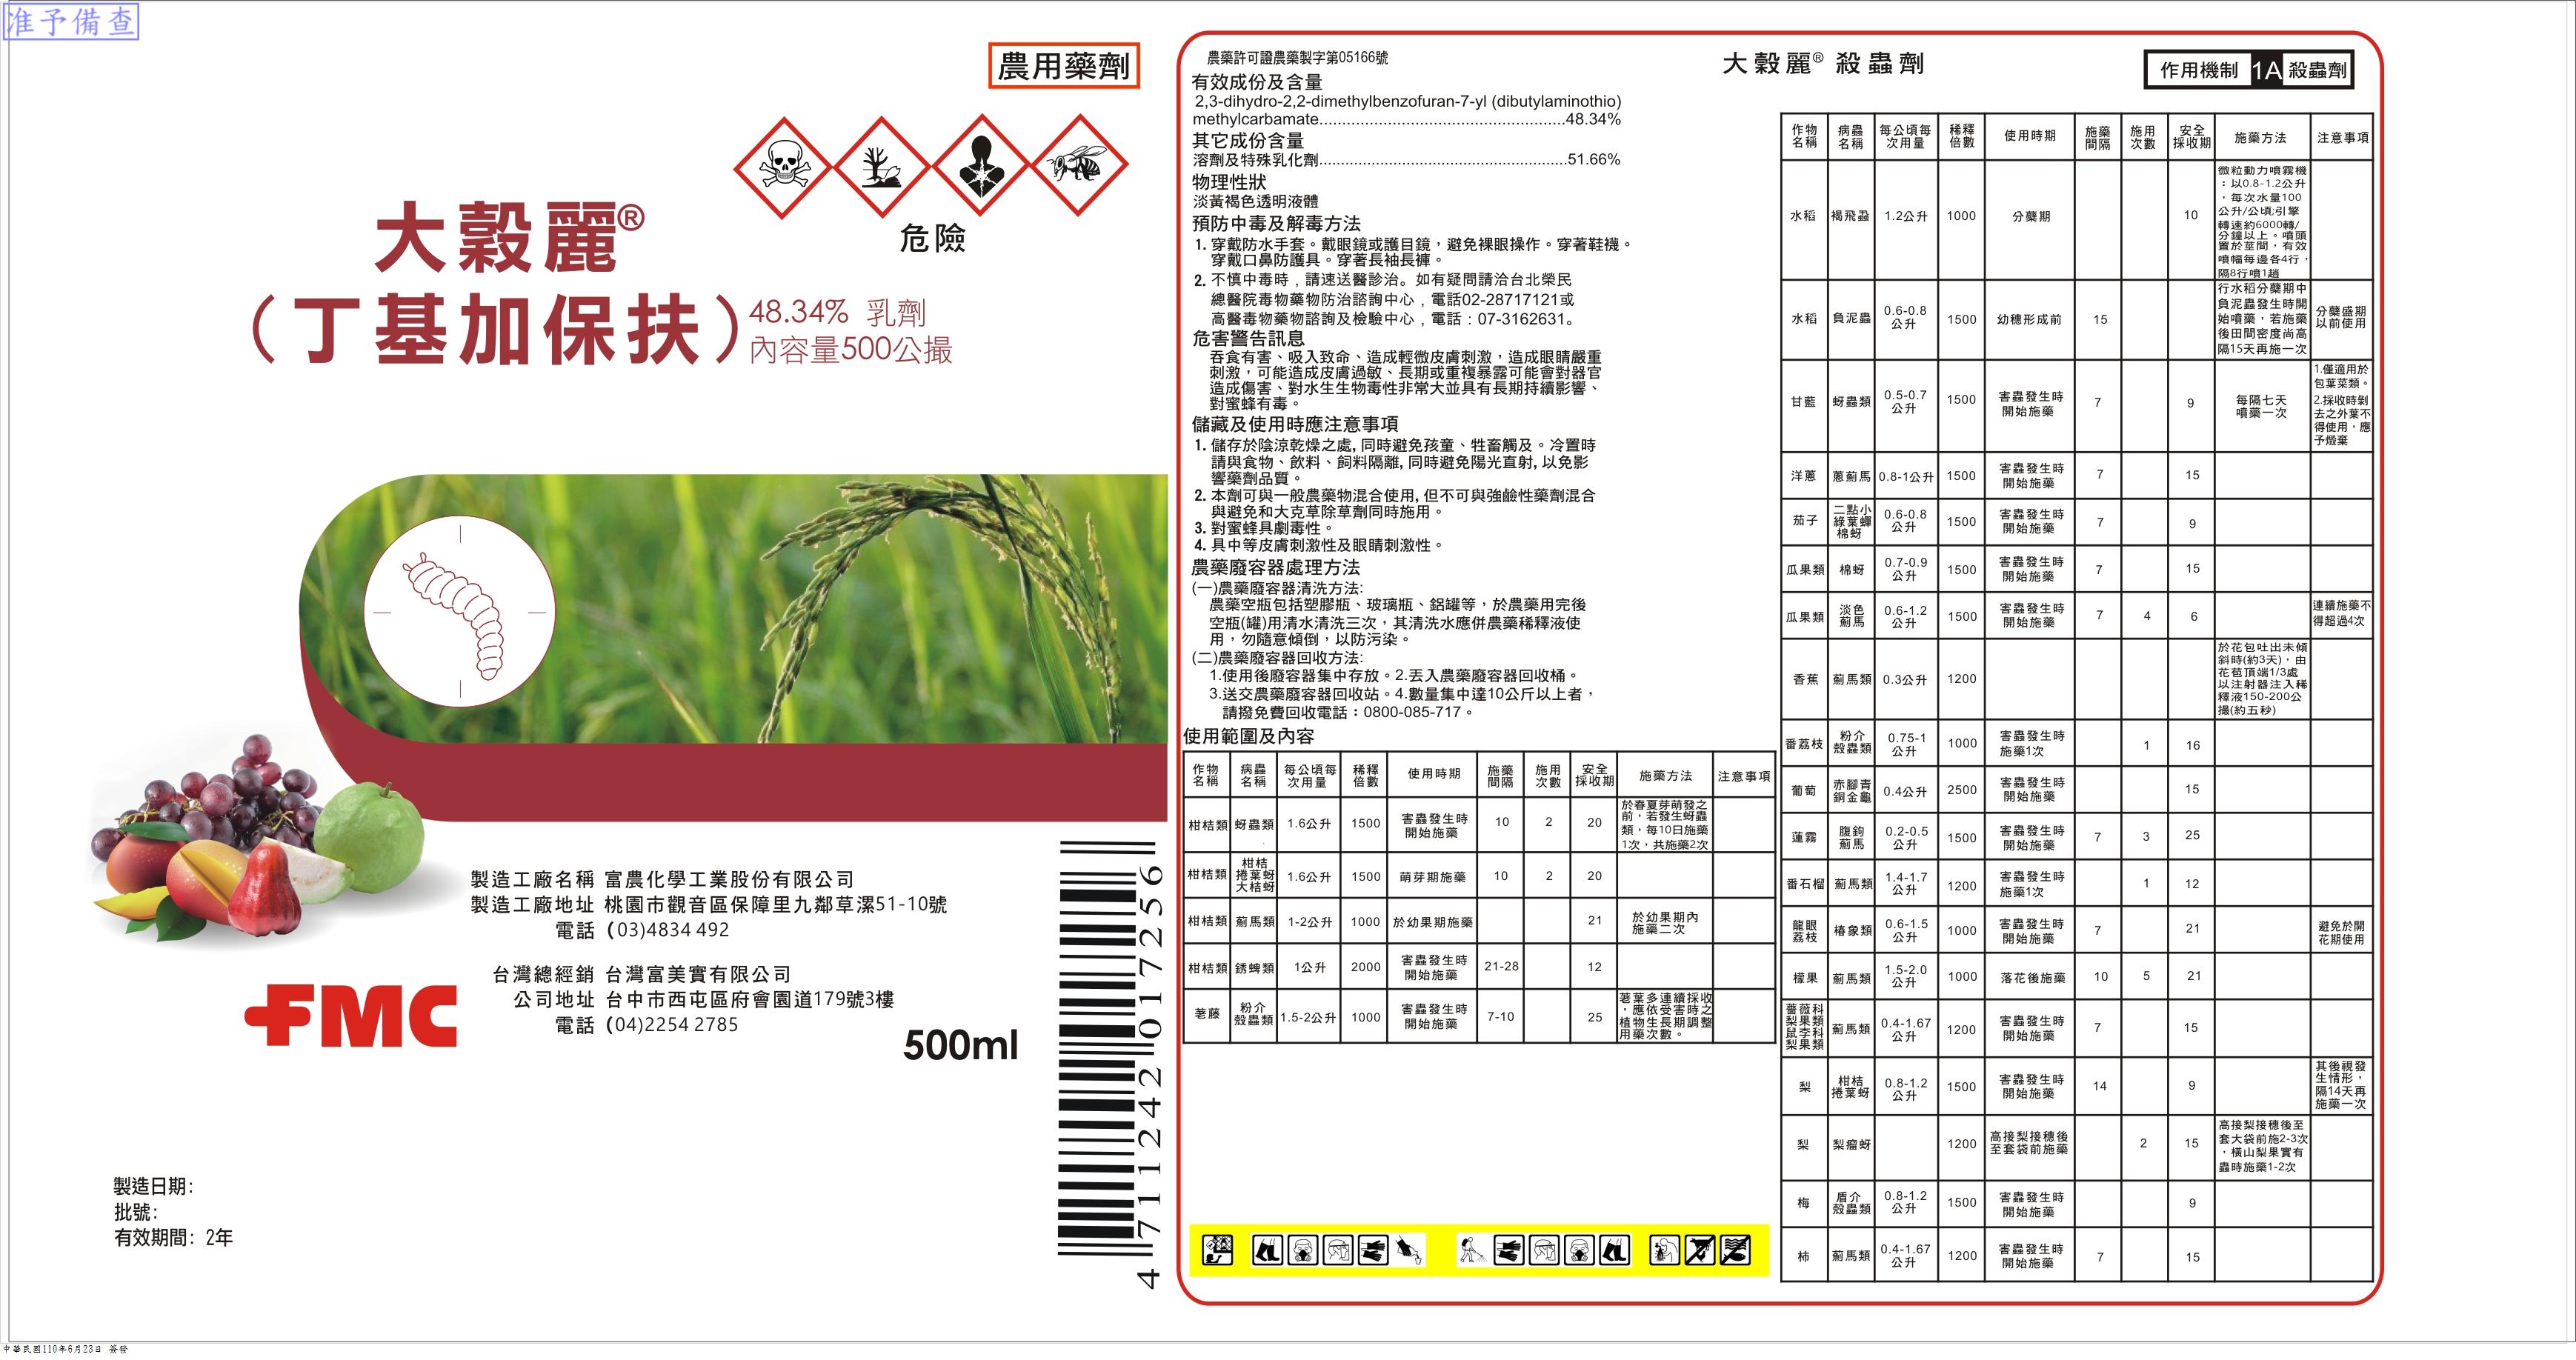 准予備查
農用藥劑
危險
大穀麗®
(丁基加保扶)
48.34% 乳劑
內容量500公撮
製造工廠名稱 富農化學工業股份有限公司
製造工廠地址 桃園市觀音區保障里九鄰草漯51-10號
電話 (03)4834 492
台灣總經銷 台灣富美實有限公司
公司地址 台中市西屯區府會園道179號3樓
電話 (04)2254 2785
FMC
500ml
4711242017256
製造日期:
批號:
有效期間: 2年
農藥許可證農藥製字第05166號
有效成份及含量
2,3-dihydro-2,2-dimethylbenzofuran-7-yl (dibutylaminothio)
methylcarbamate......................................................48.34%
其它成份含量
溶劑及特殊乳化劑......................................................51.66%
物理性狀
淡黃褐色透明液體
預防中毒及解毒方法
1. 穿戴防水手套。戴眼鏡或護目鏡，避免裸眼操作。穿著鞋襪。
穿戴口鼻防護具。穿著長袖長褲。
2. 不慎中毒時，請速送醫診治。如有疑問請洽台北榮民
總醫院毒物藥物防治諮詢中心，電話02-28717121或
高醫毒物藥物諮詢及檢驗中心，電話：07-3162631。
危害警告訊息
吞食有害、吸入致命、造成輕微皮膚刺激，造成眼睛嚴重
刺激，可能造成皮膚過敏、長期或重複暴露可能會對器官
造成傷害、對水生生物毒性非常大並具有長期持續影響、
對蜜蜂有毒。
儲藏及使用時應注意事項
1. 儲存於陰涼乾燥之處, 同時避免孩童、牲畜觸及。冷置時
請與食物、飲料、飼料隔離, 同時避免陽光直射, 以免影
響藥劑品質。
2. 本劑可與一般農藥物混合使用, 但不可與強鹼性藥劑混合
與避免和大克草除草劑同時施用。
3. 對蜜蜂具劇毒性。
4. 具中等皮膚刺激性及眼睛刺激性。
農藥廢容器處理方法
(一)農藥廢容器清洗方法:
農藥空瓶包括塑膠瓶、玻璃瓶、鋁罐等，於農藥用完後
空瓶(罐)用清水清洗三次，其清洗水應併農藥稀釋液使
用，勿隨意傾倒，以防污染。
(二)農藥廢容器回收方法:
1.使用後廢容器集中存放。2.丟入農藥廢容器回收桶。
3.送交農藥廢容器回收站。4.數量集中達10公斤以上者，
請撥免費回收電話：0800-085-717。
使用範圍及內容
作物名稱 病蟲名稱 每公頃每次用量 稀釋倍數 使用時期 施藥間隔 施用次數 安全採收期 施藥方法 注意事項
柑桔類 蚜蟲類 1.6公升 1500 害蟲發生時開始施藥 10 2 20 於春夏芽萌發之前，若發生蚜蟲類，每10日施藥1次，共施藥2次
柑桔類 柑桔捲葉蚜大桔蚜 1.6公升 1500 萌芽期施藥 10 2 20
柑桔類 薊馬類 1-2公升 1000 於幼果期施藥 21 於幼果期內施藥二次
柑桔類 銹蜱類 1公升 2000 害蟲發生時開始施藥 21-28 12
荖藤 粉介殼蟲類 1.5-2公升 1000 害蟲發生時開始施藥 7-10 25 荖葉多連續採收，應依受害時之植物生長期調整用藥次數。
大穀麗® 殺蟲劑
作用機制 1A 殺蟲劑
作物名稱 病蟲名稱 每公頃每次用量 稀釋倍數 使用時期 施藥間隔 施用次數 安全採收期 施藥方法 注意事項
水稻 褐飛蝨 1.2公升 1000 分蘗期 10 微粒動力噴霧機：以0.8-1.2公升，每次水量100公升/公頃;引擎轉速約6000轉/分鐘以上。噴頭置於莖間，有效噴幅每邊各4行，隔8行噴1趟
水稻 負泥蟲 0.6-0.8公升 1500 幼穗形成前 15 行水稻分蘗期中負泥蟲發生時開始噴藥，若施藥後田間密度尚高隔15天再施一次 分蘗盛期以前使用
甘藍 蚜蟲類 0.5-0.7公升 1500 害蟲發生時開始施藥 7 9 每隔七天噴藥一次 1.僅適用於包葉菜類。2.採收時剝去之外葉不得使用，應予燬棄
洋蔥 蔥薊馬 0.8-1公升 1500 害蟲發生時開始施藥 7 15
茄子 二點小綠葉蟬棉蚜 0.6-0.8公升 1500 害蟲發生時開始施藥 7 9
瓜果類 棉蚜 0.7-0.9公升 1500 害蟲發生時開始施藥 7 15
瓜果類 淡色薊馬 0.6-1.2公升 1500 害蟲發生時開始施藥 7 4 6 連續施藥不得超過4次
香蕉 薊馬類 0.3公升 1200 於花包吐出未傾斜時(約3天)，由花苞頂端1/3處以注射器注入稀釋液150-200公撮(約五秒)
番荔枝 粉介殼蟲類 0.75-1公升 1000 害蟲發生時施藥1次 1 16
葡萄 赤腳青銅金龜 0.4公升 2500 害蟲發生時開始施藥 15
蓮霧 腹鉤薊馬 0.2-0.5公升 1500 害蟲發生時開始施藥 7 3 25
番石榴 薊馬類 1.4-1.7公升 1200 害蟲發生時施藥1次 1 12
龍眼荔枝 椿象類 0.6-1.5公升 1000 害蟲發生時開始施藥 7 21 避免於開花期使用
檬果 薊馬類 1.5-2.0公升 1000 落花後施藥 10 5 21
薔薇科梨果類鼠李科梨果類 薊馬類 0.4-1.67公升 1200 害蟲發生時開始施藥 7 15
梨 柑桔捲葉蚜 0.8-1.2公升 1500 害蟲發生時開始施藥 14 9 其後視發生情形，隔14天再施藥一次
梨 梨瘤蚜 1200 高接梨接穗後至套袋前施藥 2 15 高接梨接穗後至套大袋前施2-3次，橫山梨果實有蟲時施藥1-2次
梅 盾介殼蟲類 0.8-1.2公升 1500 害蟲發生時開始施藥 9
柿 薊馬類 0.4-1.67公升 1200 害蟲發生時開始施藥 7 15
中華民國110年6月23日 簽發